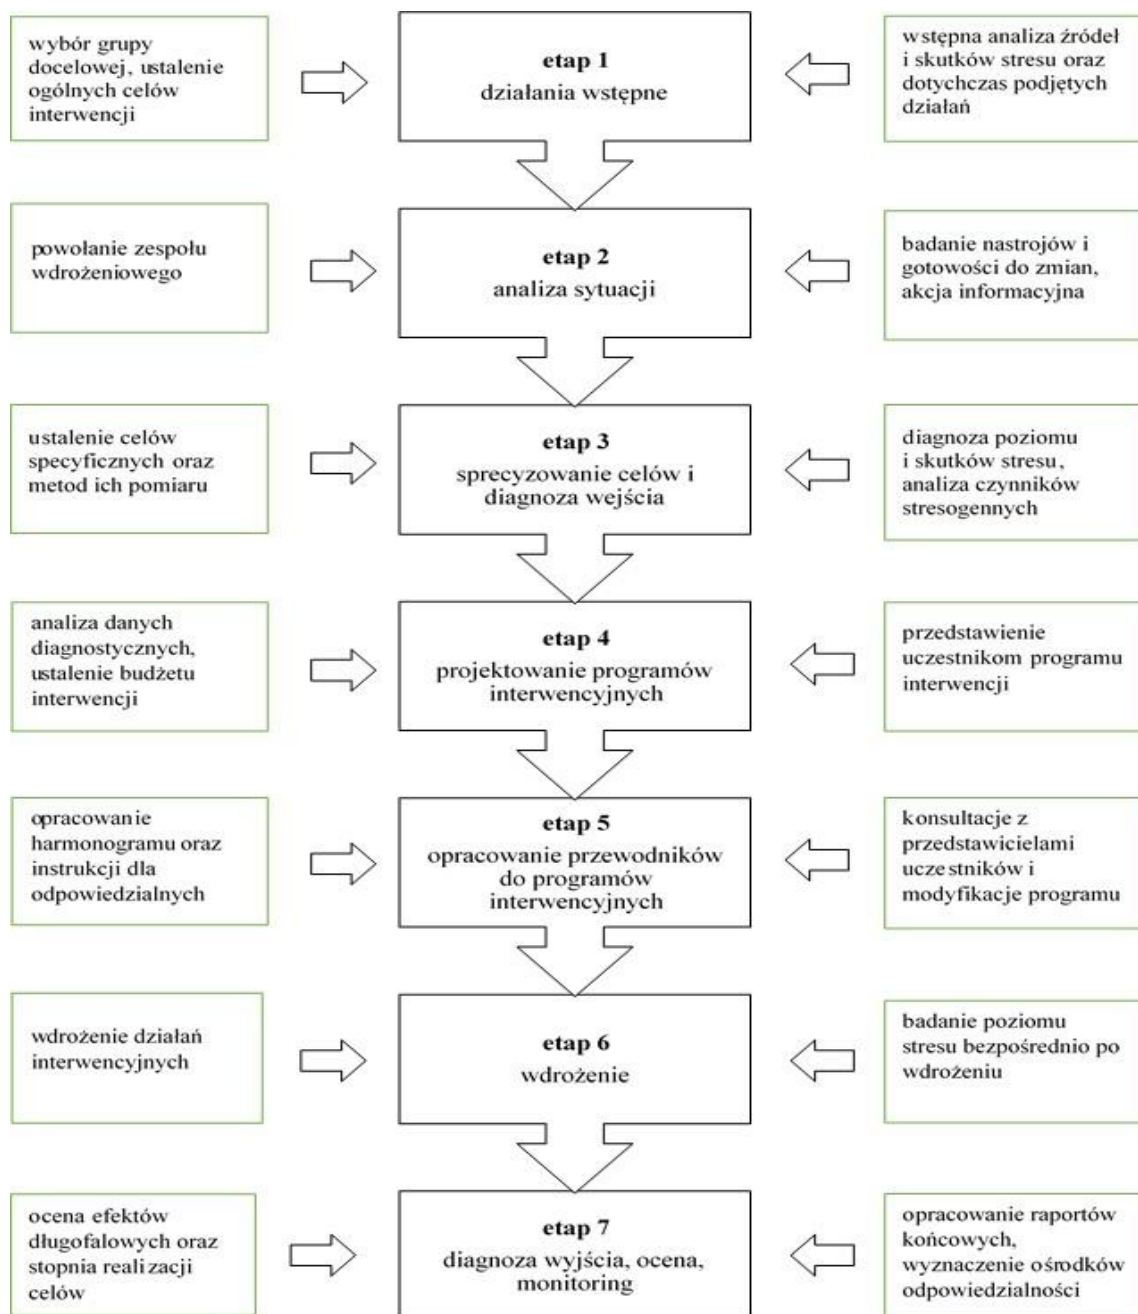 wybór grupy
docelowej, ustalenie
ogólnych celów
interwencji
etap 1
działania wstępne
wstępna analiza źródeł
i skutków stresu oraz
dotychczas podjętych
działań
powołanie zespołu
wdrożeniowego
etap 2
analiza sytuacji
badanie nastrojów i
gotowości do zmian,
akcja informacyjna
ustalenie celów
specyficznych oraz
metod ich pomiaru
etap 3
sprecyzowanie celów i
diagnoza wejścia
diagnoza poziomu
i skutków stresu,
analiza czynników
stresogennych
analiza danych
diagnostycznych,
ustalenie budżetu
interwencji
etap 4
projektowanie programów
interwencyjnych
przedstawienie
uczestnikom programu
interwencji
opracowanie
harmonogramu oraz
instrukcji dla
odpowiedzialnych
etap 5
opracowanie przewodników
do programów
interwencyjnych
konsultacje z
przedstawicielami
uczestników i
modyfikacje programu
wdrożenie działań
interwencyjnych
etap 6
wdrożenie
badanie poziomu
stresu bezpośrednio po
wdrożeniu
ocena efektów
długofalowych oraz
stopnia realizacji
celów
etap 7
diagnoza wyjścia, ocena,
monitoring
opracowanie raportów
końcowych,
wyznaczenie ośrodków
odpowiedzialności